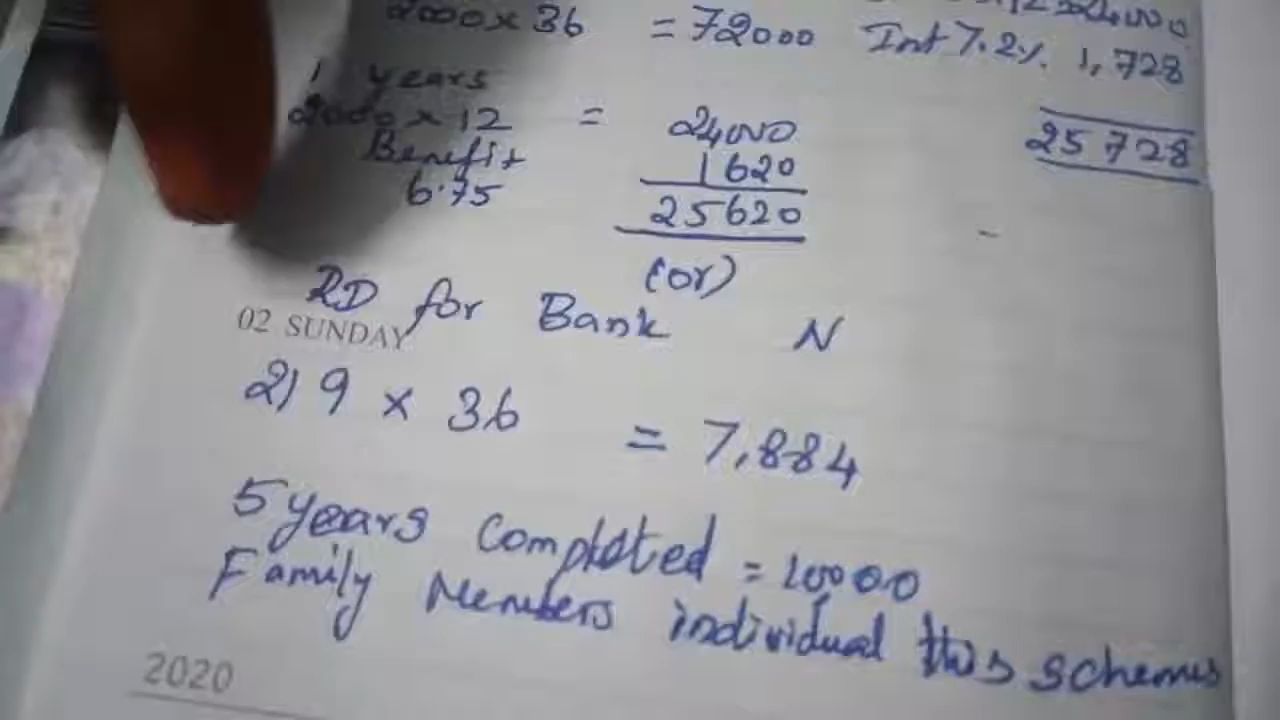 2000 x 36 = 72000 Int 7.2%. 1,728
years
2000 x 12 = 24000
Benefit 1620
6.75 25620
25728
(or)
RD for Bank N
02 SUNDAY
219 x 36 = 7,884
5 years completed = 10000
Family Members individual this schemes
2020